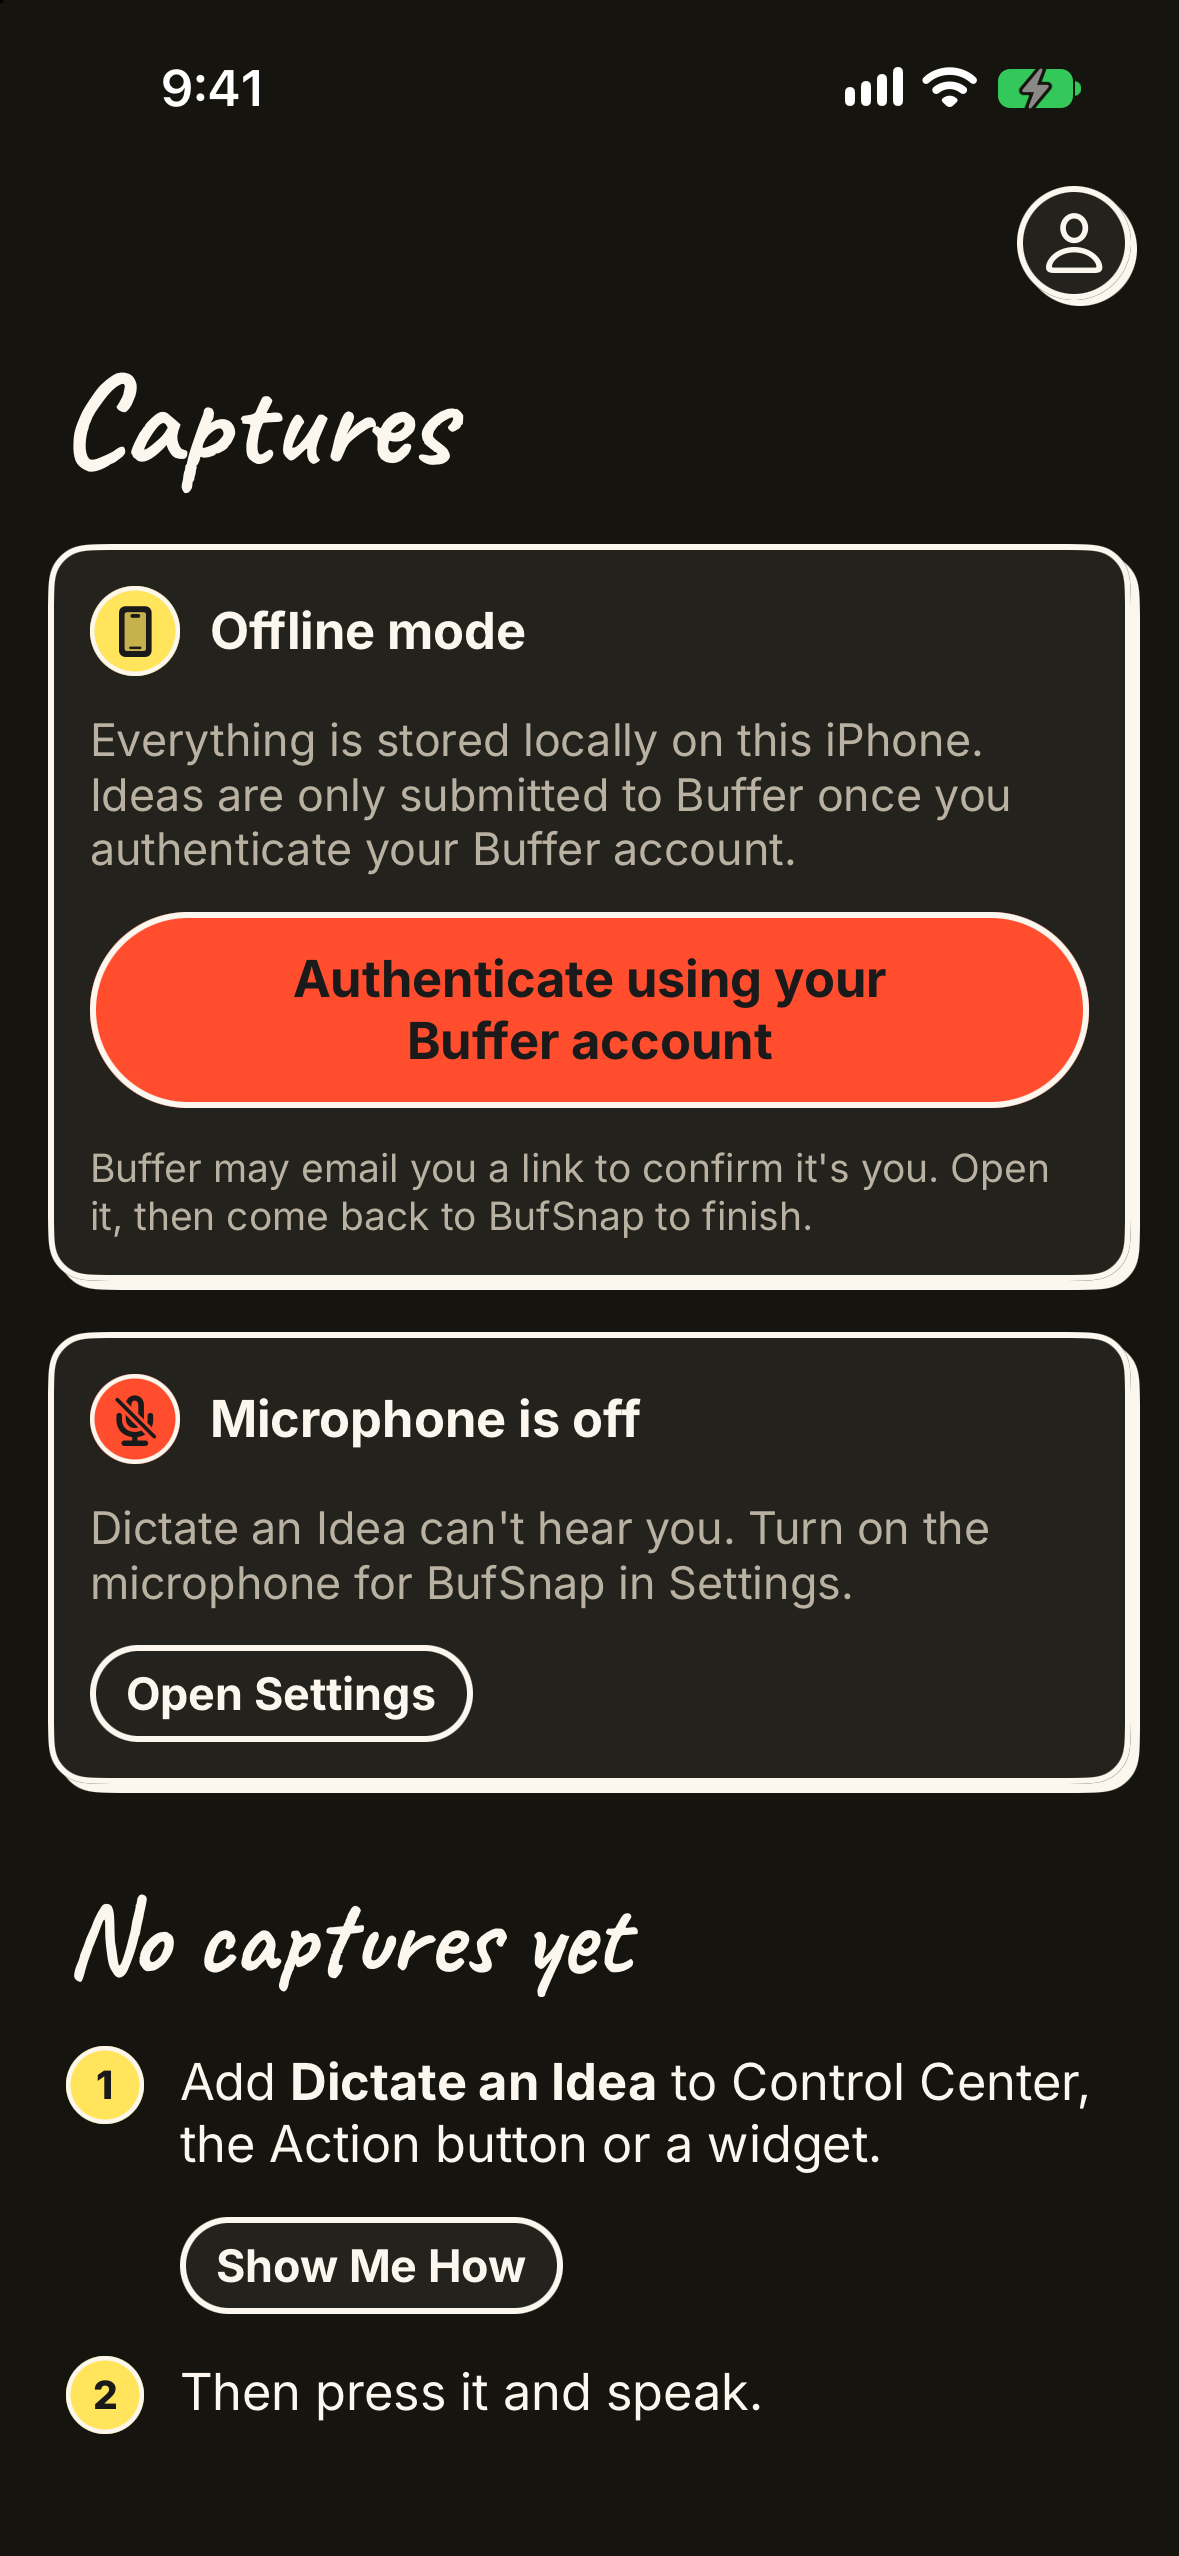 9:41
Captures
Offline mode
Everything is stored locally on this iPhone.
Ideas are only submitted to Buffer once you
authenticate your Buffer account.
Authenticate using your
Buffer account
Buffer may email you a link to confirm it's you. Open
it, then come back to BufSnap to finish.
Microphone is off
Dictate an Idea can't hear you. Turn on the
microphone for BufSnap in Settings.
Open Settings
No captures yet
1 Add Dictate an Idea to Control Center,
the Action button or a widget.
Show Me How
2 Then press it and speak.